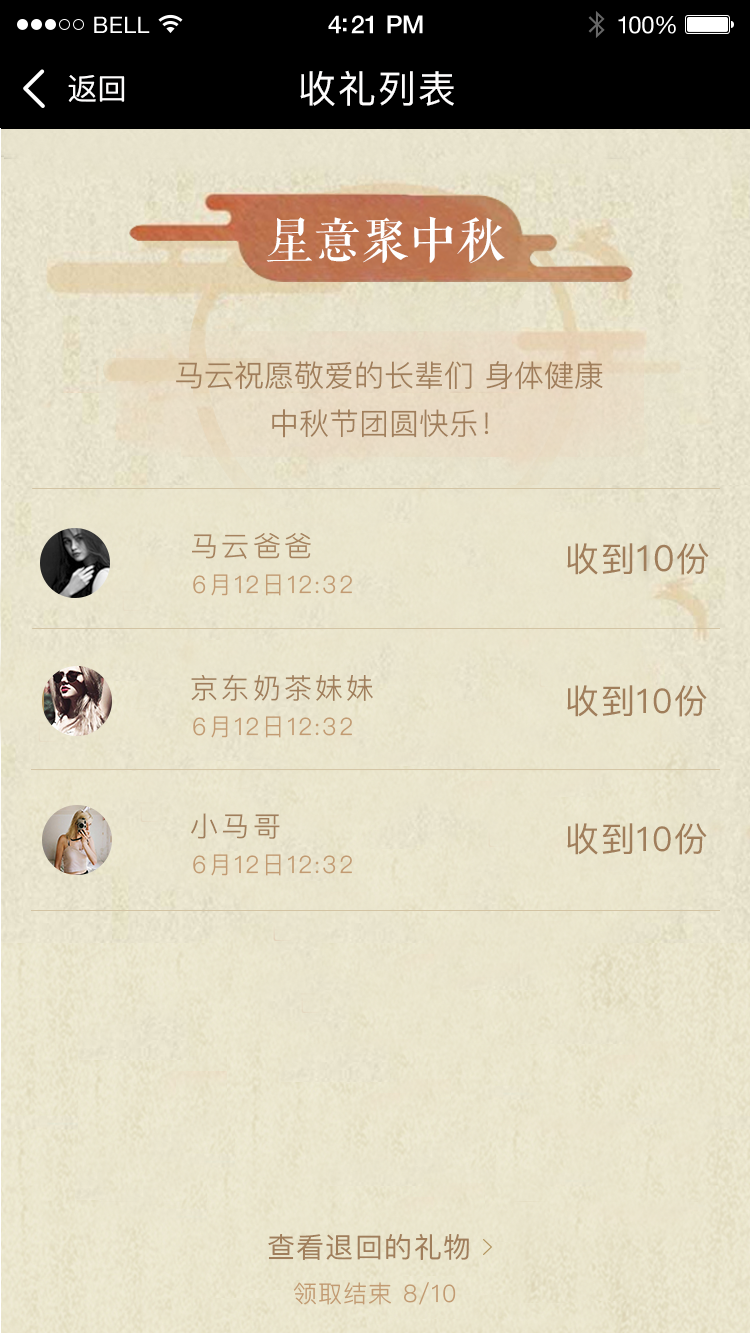 BELL 4:21 PM 100%
返回 收礼列表
星意聚中秋
马云祝愿敬爱的长辈们 身体健康
中秋节团圆快乐！
马云爸爸
6月12日12:32
收到10份
京东奶茶妹妹
6月12日12:32
收到10份
小马哥
6月12日12:32
收到10份
查看退回的礼物 >
领取结束 8/10